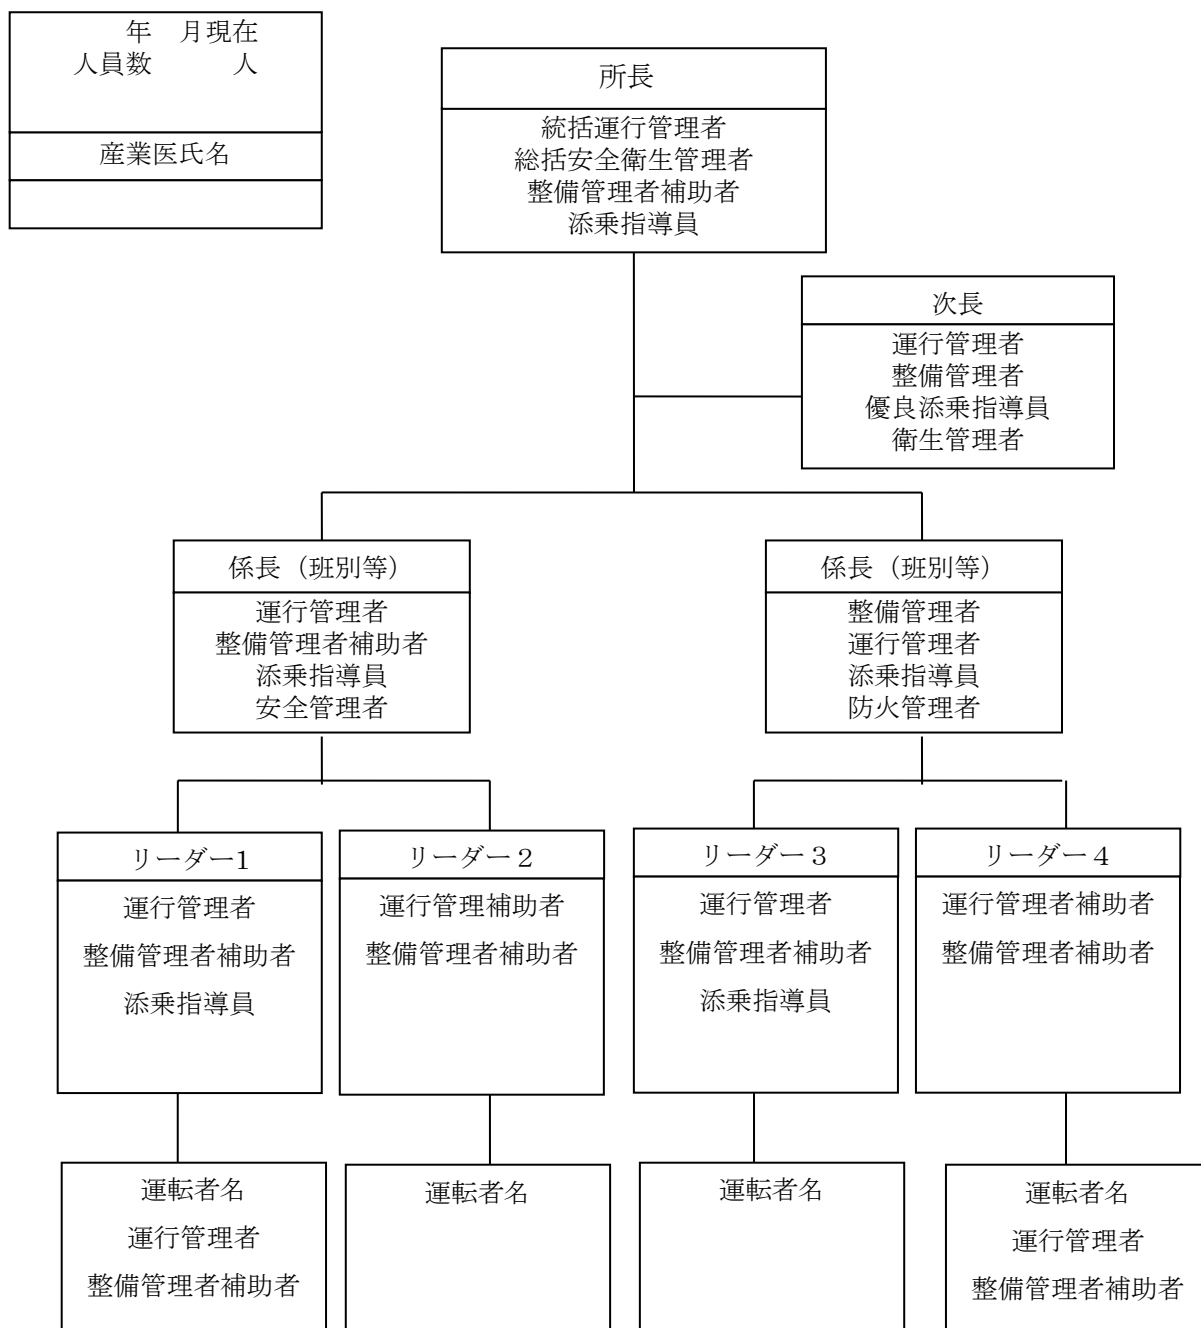 年　月現在
人員数　　　人
産業医氏名
所長
統括運行管理者
総括安全衛生管理者
整備管理者補助者
添乗指導員
次長
運行管理者
整備管理者
優良添乗指導員
衛生管理者
係長（班別等）
運行管理者
整備管理者補助者
添乗指導員
安全管理者
係長（班別等）
整備管理者
運行管理者
添乗指導員
防火管理者
リーダー1
運行管理者
整備管理者補助者
添乗指導員
リーダー２
運行管理補助者
整備管理者補助者
リーダー３
運行管理者
整備管理者補助者
添乗指導員
リーダー４
運行管理者補助者
整備管理者補助者
運転者名
運行管理者
整備管理者補助者
運転者名
運転者名
運転者名
運行管理者
整備管理者補助者